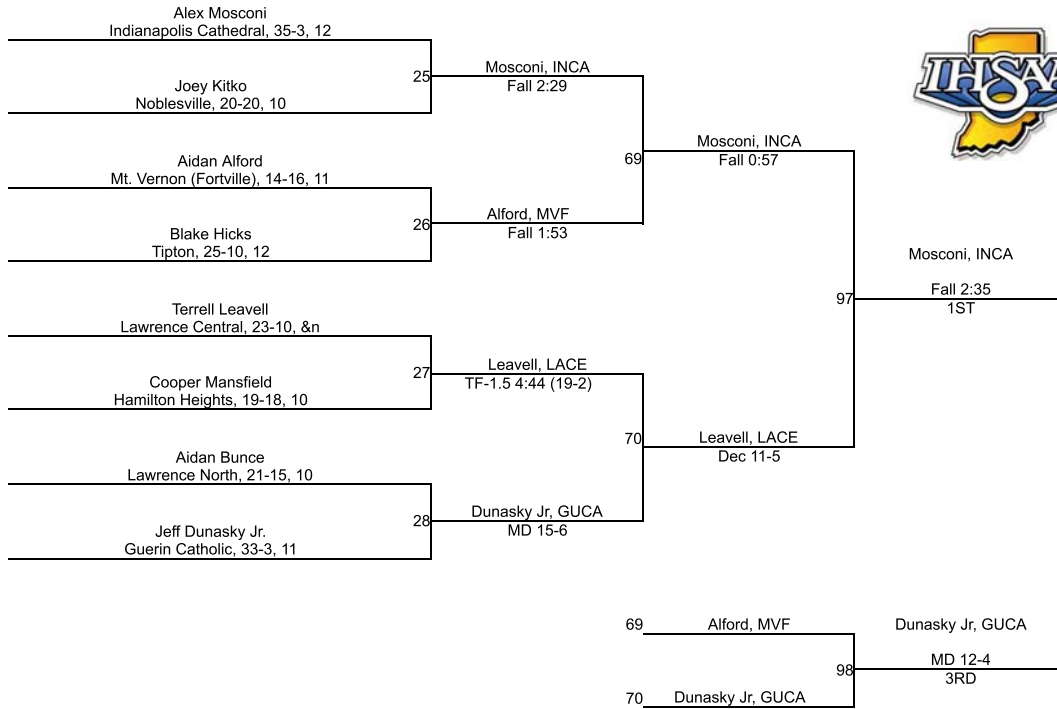 Alex Mosconi
Indianapolis Cathedral, 35-3, 12
25
Joey Kitko
Noblesville, 20-20, 10
Mosconi, INCA
Fall 2:29
Aidan Alford
Mt. Vernon (Fortville), 14-16, 11
26
Blake Hicks
Tipton, 25-10, 12
Alford, MVF
Fall 1:53
69
Mosconi, INCA
Fall 0:57
Terrell Leavell
Lawrence Central, 23-10, &n
27
Cooper Mansfield
Hamilton Heights, 19-18, 10
Leavell, LACE
TF-1.5 4:44 (19-2)
Aidan Bunce
Lawrence North, 21-15, 10
28
Jeff Dunasky Jr.
Guerin Catholic, 33-3, 11
Dunasky Jr, GUCA
MD 15-6
70
Leavell, LACE
Dec 11-5
97
Mosconi, INCA
Fall 2:35
1ST
69
Alford, MVF
98
70
Dunasky Jr, GUCA
Dunasky Jr, GUCA
MD 12-4
3RD
IHSAA